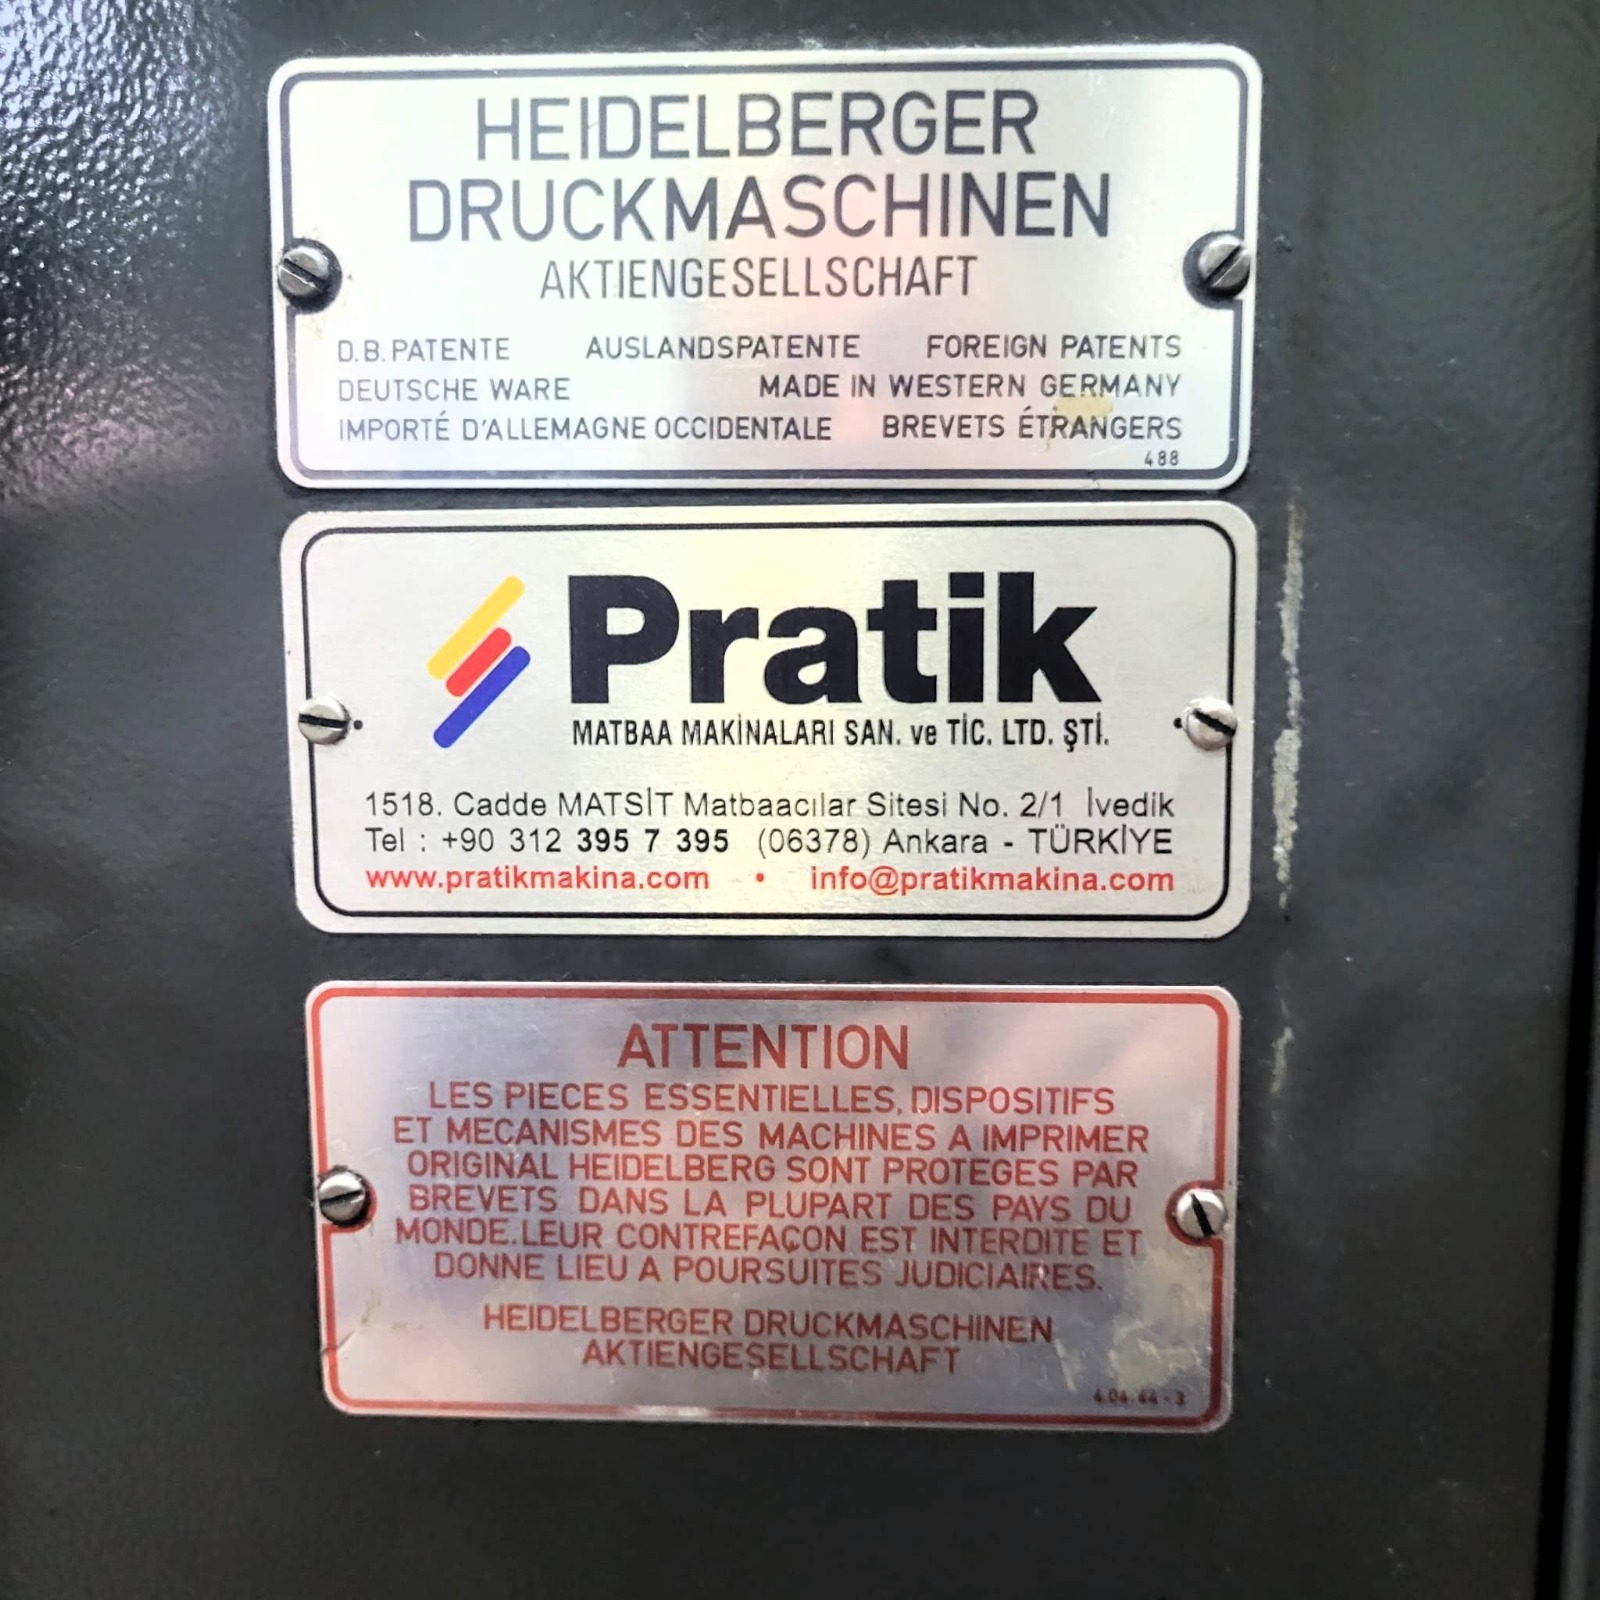 HEIDELBERGER
DRUCKMASCHINEN
AKTIENGESELLSCHAFT
D.B. PATENTE AUSLANDSPATENTE FOREIGN PATENTS
DEUTSCHE WARE MADE IN WESTERN GERMANY
IMPORTÉ D'ALLEMAGNE OCCIDENTALE BREVETS ÉTRANGERS
488
Pratik
MATBAA MAKİNALARI SAN. ve TİC. LTD. ŞTİ.
1518. Cadde MATSİT Matbaacılar Sitesi No. 2/1 İvedik
Tel : +90 312 395 7 395 (06378) Ankara - TÜRKİYE
www.pratikmakina.com • info@pratikmakina.com
ATTENTION
LES PIECES ESSENTIELLES, DISPOSITIFS
ET MECANISMES DES MACHINES A IMPRIMER
ORIGINAL HEIDELBERG SONT PROTEGES PAR
BREVETS DANS LA PLUPART DES PAYS DU
MONDE. LEUR CONTREFAÇON EST INTERDITE ET
DONNE LIEU A POURSUITES JUDICIAIRES.
HEIDELBERGER DRUCKMASCHINEN
AKTIENGESELLSCHAFT
4.04.44-3